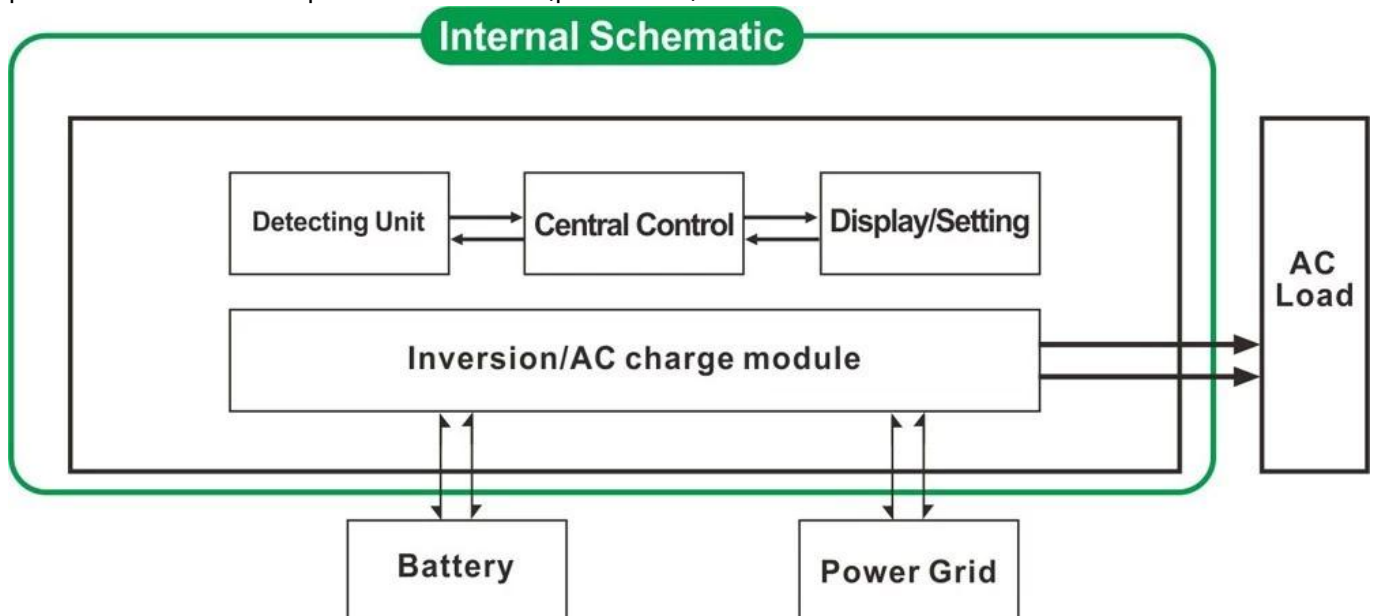 Internal Schematic
Detecting Unit
Central Control
Display/Setting
AC
Load
Inversion/AC charge module
Battery
Power Grid